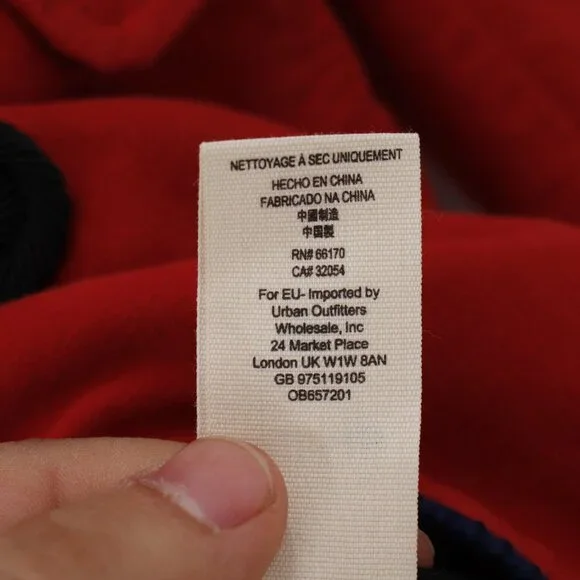 NETTOYAGE À SEC UNIQUEMENT
HECHO EN CHINA
FABRICADO NA CHINA
中國制造
中国製
RN# 66170
CA# 32054
For EU- Imported by
Urban Outfitters
Wholesale, Inc
24 Market Place
London UK W1W 8AN
GB 975119105
OB657201